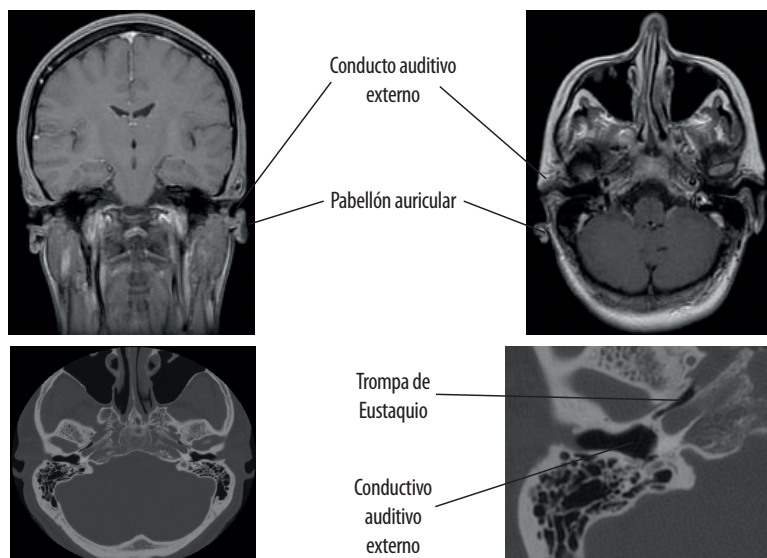 Conducto auditivo
externo
Pabellón auricular
Trompa de
Eustaquio
Conductivo
auditivo
externo